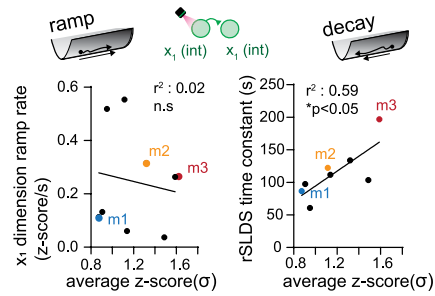 ramp
decay
x₁ (int) x₁ (int)
r² : 0.02
n.s
x₁ dimension ramp rate
(z-score/s)
0.6
0.4
0.2
0.0
m1
m2
m3
0.8 1.2 1.6
average z-score(σ)
r² : 0.59
*p<0.05
rSLDS time constant (s)
250
200
150
100
50
0
m3
m2
m1
0.8 1.2 1.6
average z-score(σ)